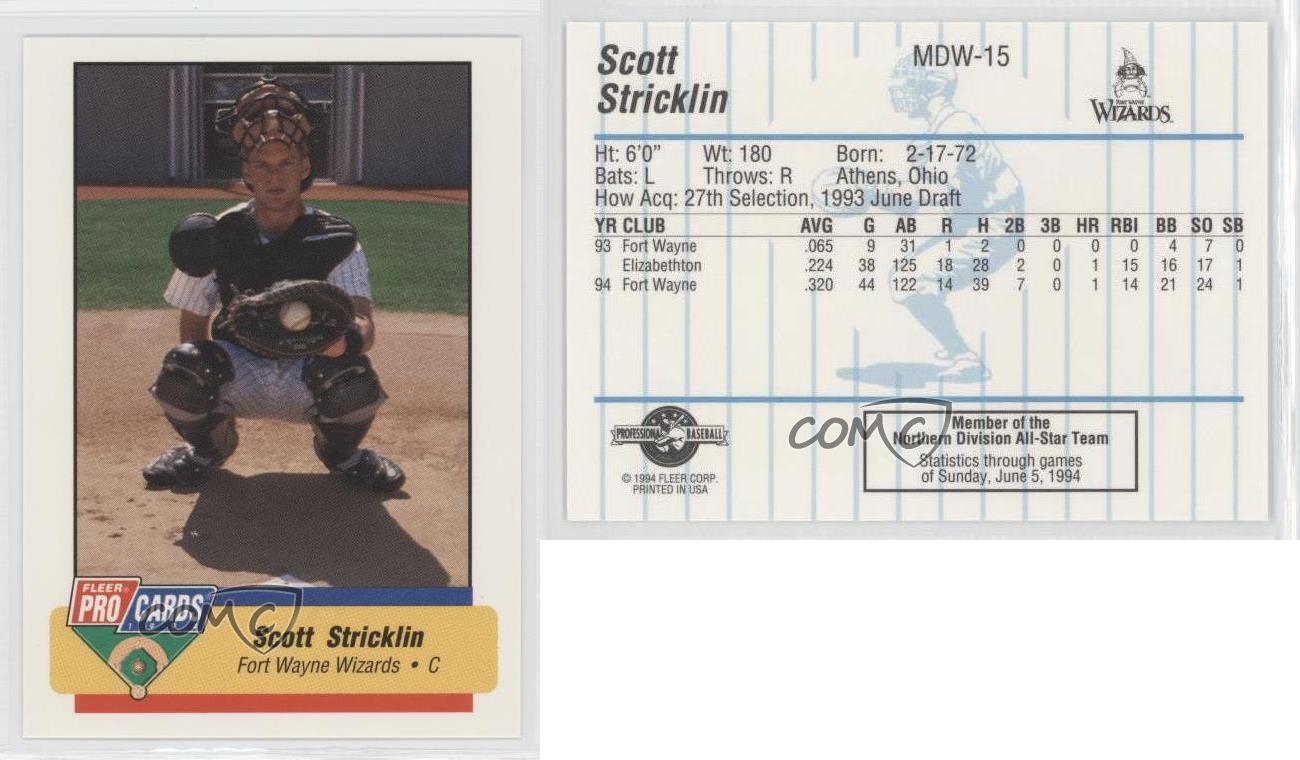 FLEER
PRO CARDS
1994
Scott Stricklin
Fort Wayne Wizards • C
COMC
Scott
Stricklin
MDW-15
FORT WAYNE
WIZARDS
Ht: 6'0" Wt: 180 Born: 2-17-72
Bats: L Throws: R Athens, Ohio
How Acq: 27th Selection, 1993 June Draft
YR CLUB AVG G AB R H 2B 3B HR RBI BB SO SB
93 Fort Wayne .065 9 31 1 2 0 0 0 0 4 7 0
Elizabethton .224 38 125 18 28 2 0 1 15 16 17 1
94 Fort Wayne .320 44 122 14 39 7 0 1 14 21 24 1
PROFESSIONAL BASEBALL
© 1994 FLEER CORP.
PRINTED IN USA
COMC
Member of the
Northern Division All-Star Team
Statistics through games
of Sunday, June 5, 1994